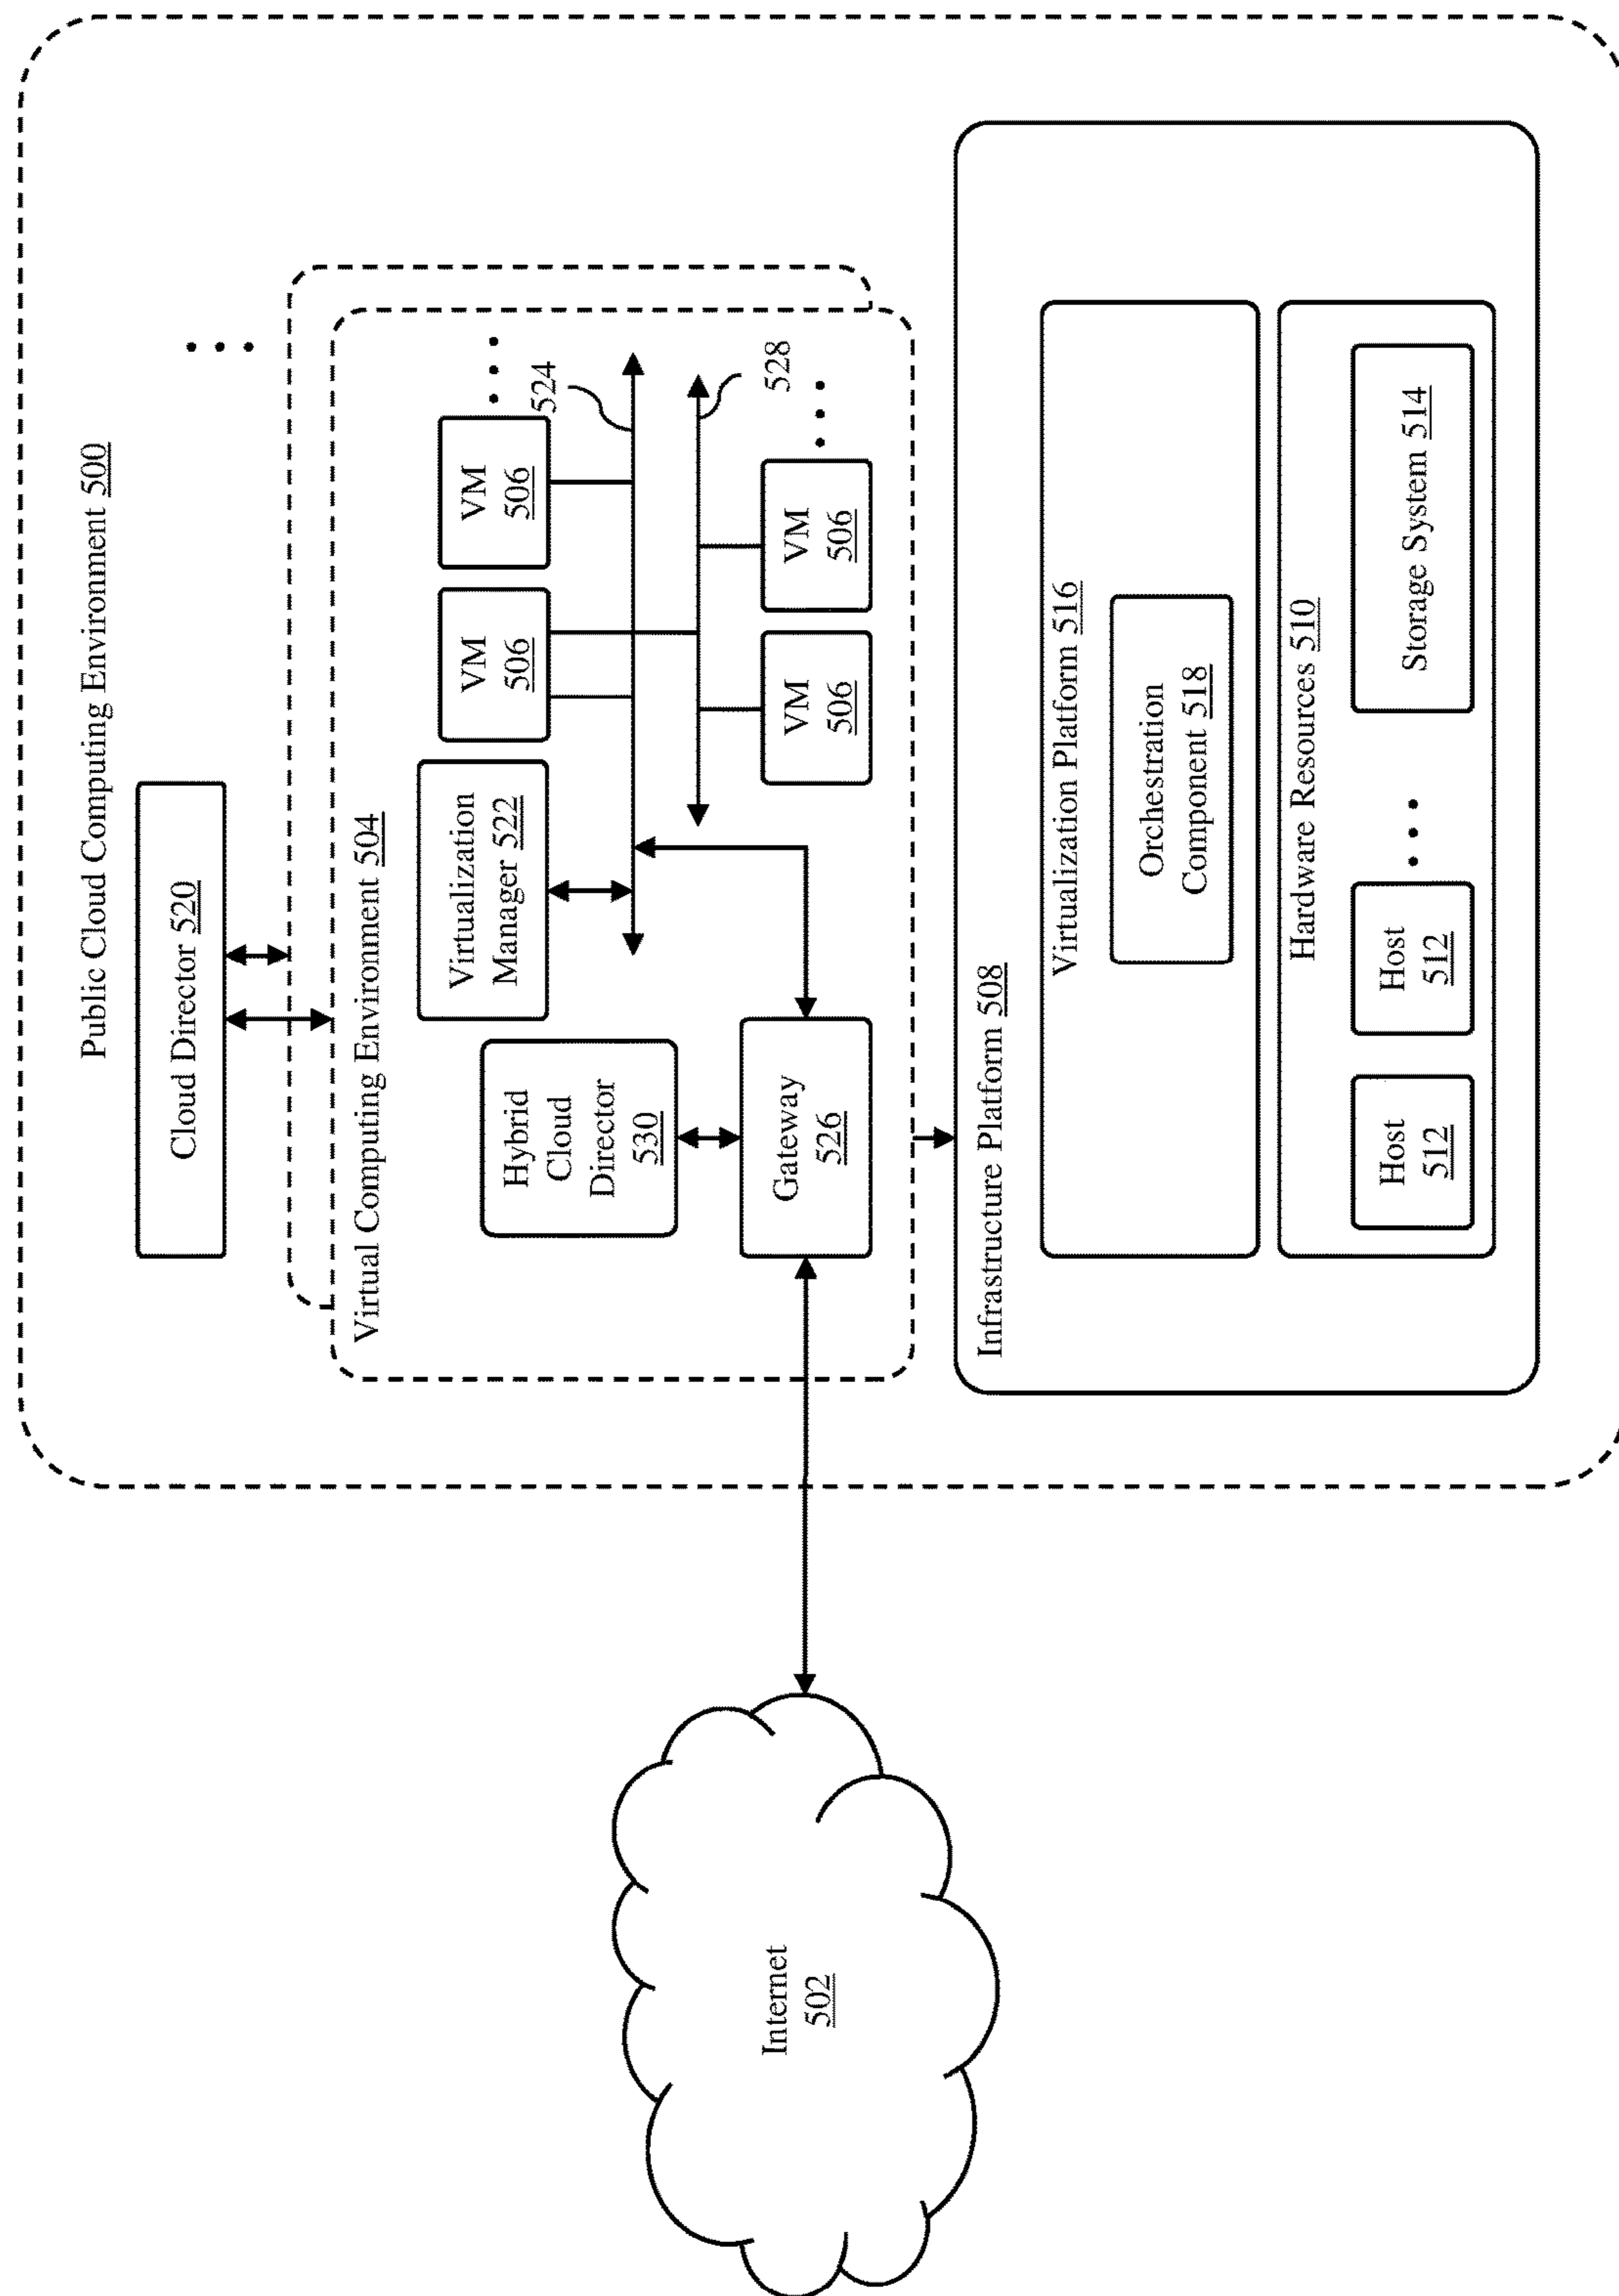 Public Cloud Computing Environment 500
Cloud Director 520
Virtual Computing Environment 504
Hybrid
Cloud
Director
530
Virtualization
Manager 522
VM
506
VM
506
524
528
VM
506
VM
506
Gateway
526
Internet
502
Infrastructure Platform 508
Virtualization Platform 516
Orchestration
Component 518
Hardware Resources 510
Host
512
Host
512
Storage System 514